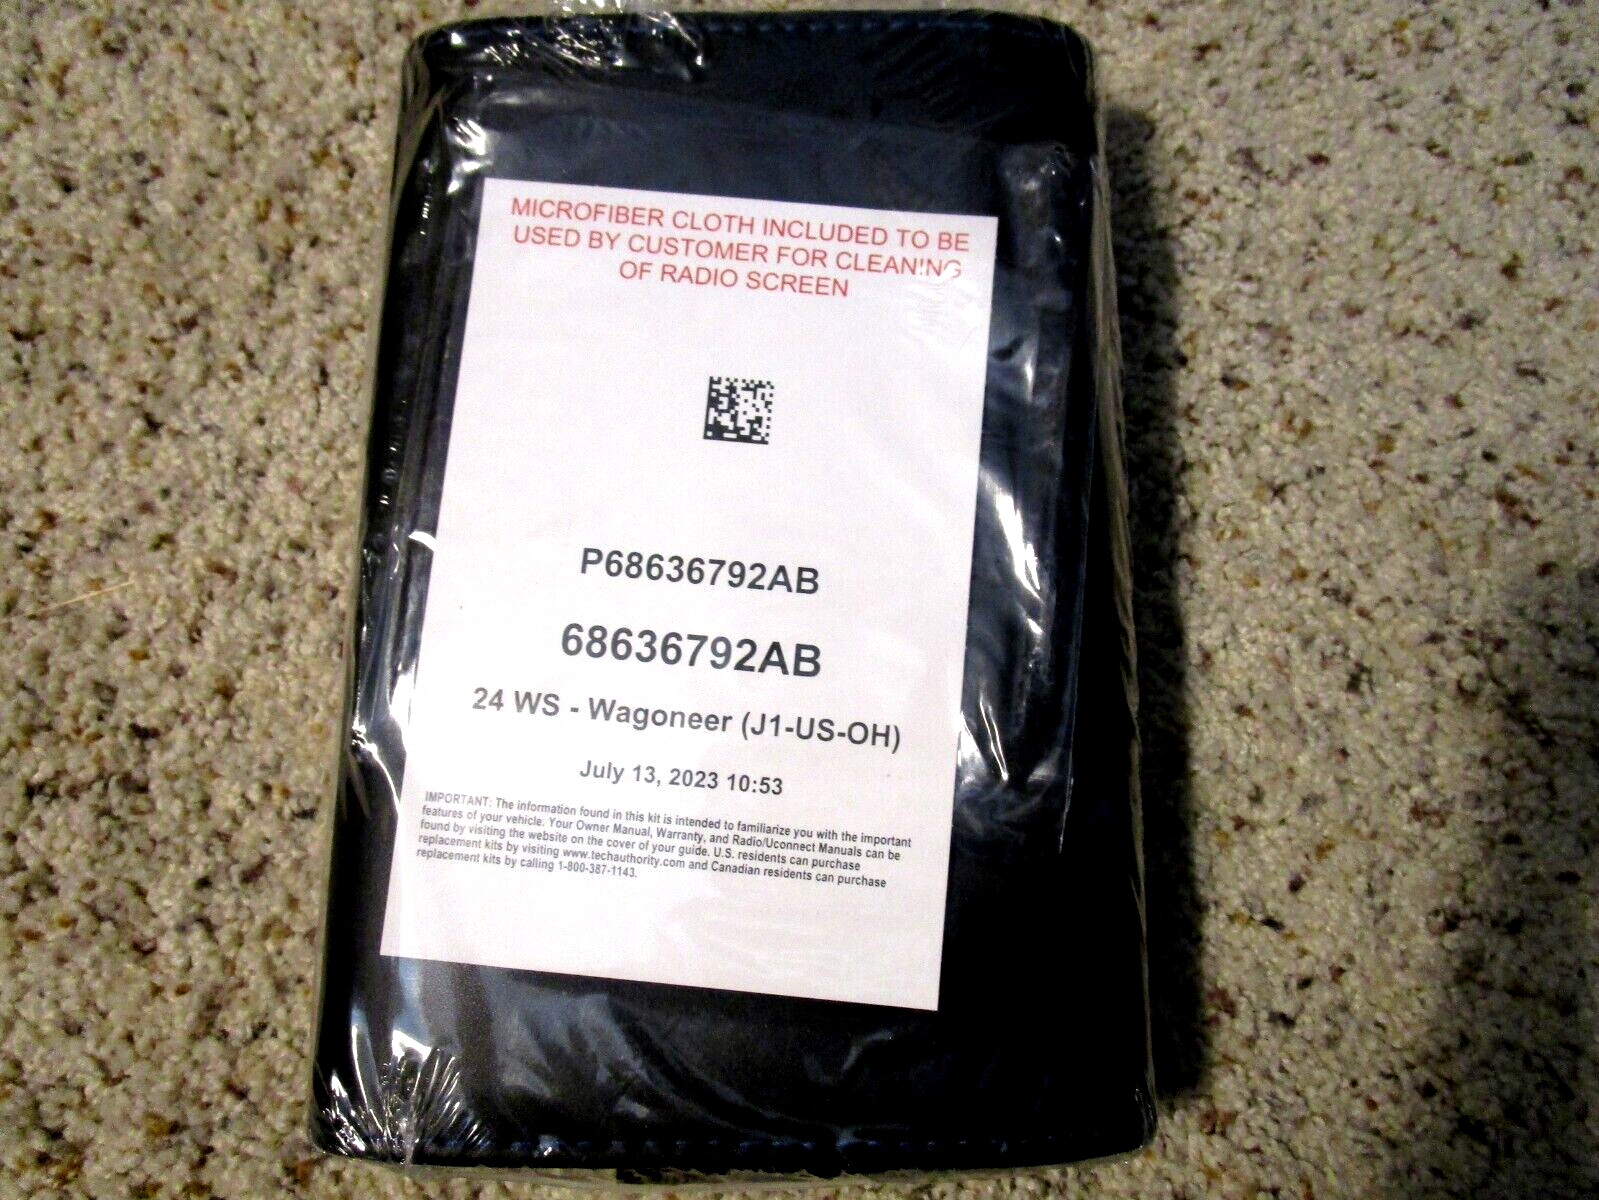 MICROFIBER CLOTH INCLUDED TO BE
USED BY CUSTOMER FOR CLEANING
OF RADIO SCREEN
P68636792AB
68636792AB
24 WS - Wagoneer (J1-US-OH)
July 13, 2023 10:53
IMPORTANT: The information found in this kit is intended to familiarize you with the important
features of your vehicle. Your Owner Manual, Warranty, and Radio/Uconnect Manuals can be
found by visiting the website on the cover of your guide. U.S. residents can purchase
replacement kits by visiting www.techauthority.com and Canadian residents can purchase
replacement kits by calling 1-800-387-1143.